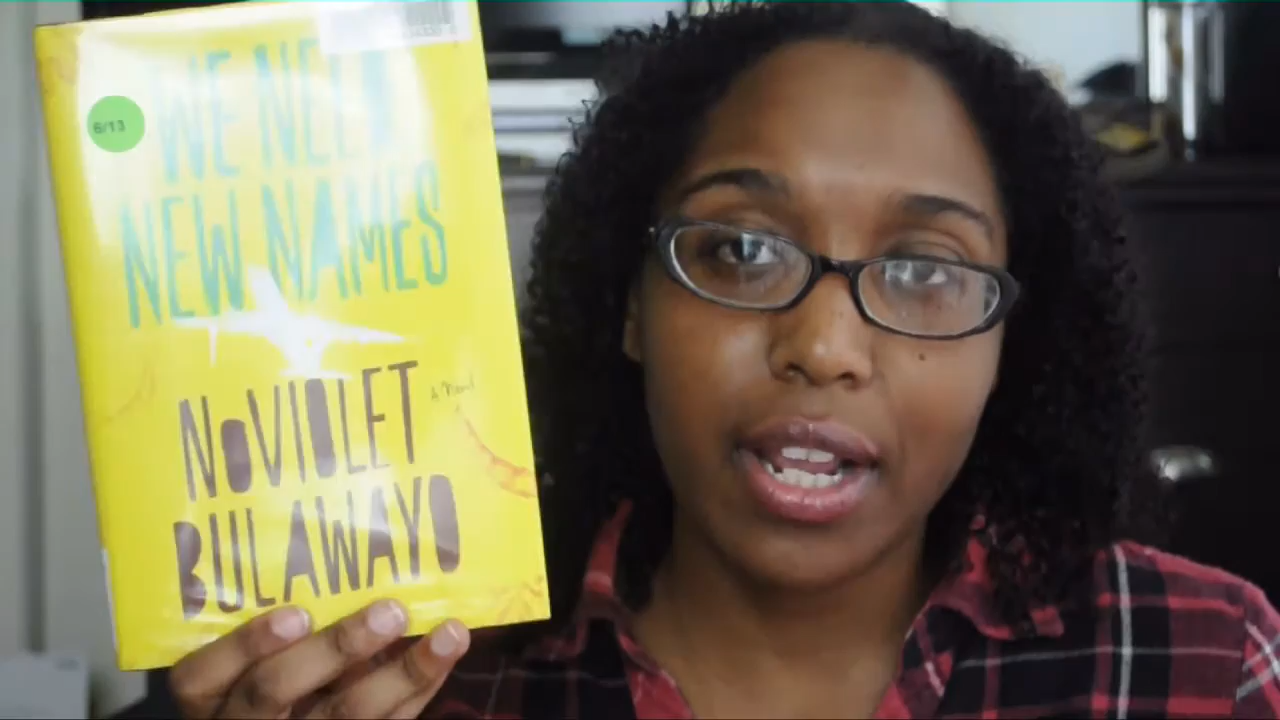 6/13
WE NEED
NEW NAMES
A Novel
NoVIOLET
BULAWAYO